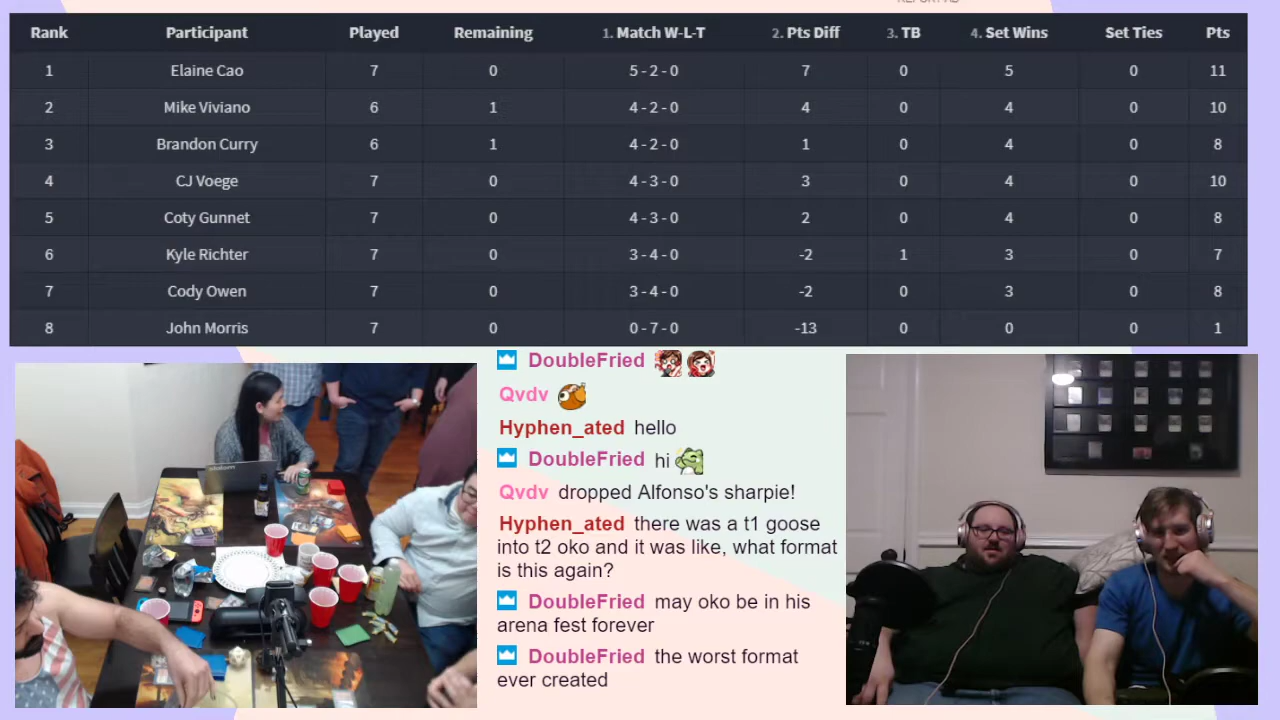 Rank Participant Played Remaining 1. Match W-L-T 2. Pts Diff 3. TB 4. Set Wins Set Ties Pts
1 Elaine Cao 7 0 5 - 2 - 0 7 0 5 0 11
2 Mike Viviano 6 1 4 - 2 - 0 4 0 4 0 10
3 Brandon Curry 6 1 4 - 2 - 0 1 0 4 0 8
4 CJ Voege 7 0 4 - 3 - 0 3 0 4 0 10
5 Coty Gunnet 7 0 4 - 3 - 0 2 0 4 0 8
6 Kyle Richter 7 0 3 - 4 - 0 -2 1 3 0 7
7 Cody Owen 7 0 3 - 4 - 0 -2 0 3 0 8
8 John Morris 7 0 0 - 7 - 0 -13 0 0 0 1
DoubleFried
Qvdv
Hyphen_ated hello
DoubleFried hi
Qvdv dropped Alfonso's sharpie!
Hyphen_ated there was a t1 goose
into t2 oko and it was like, what format
is this again?
DoubleFried may oko be in his
arena fest forever
DoubleFried the worst format
ever created